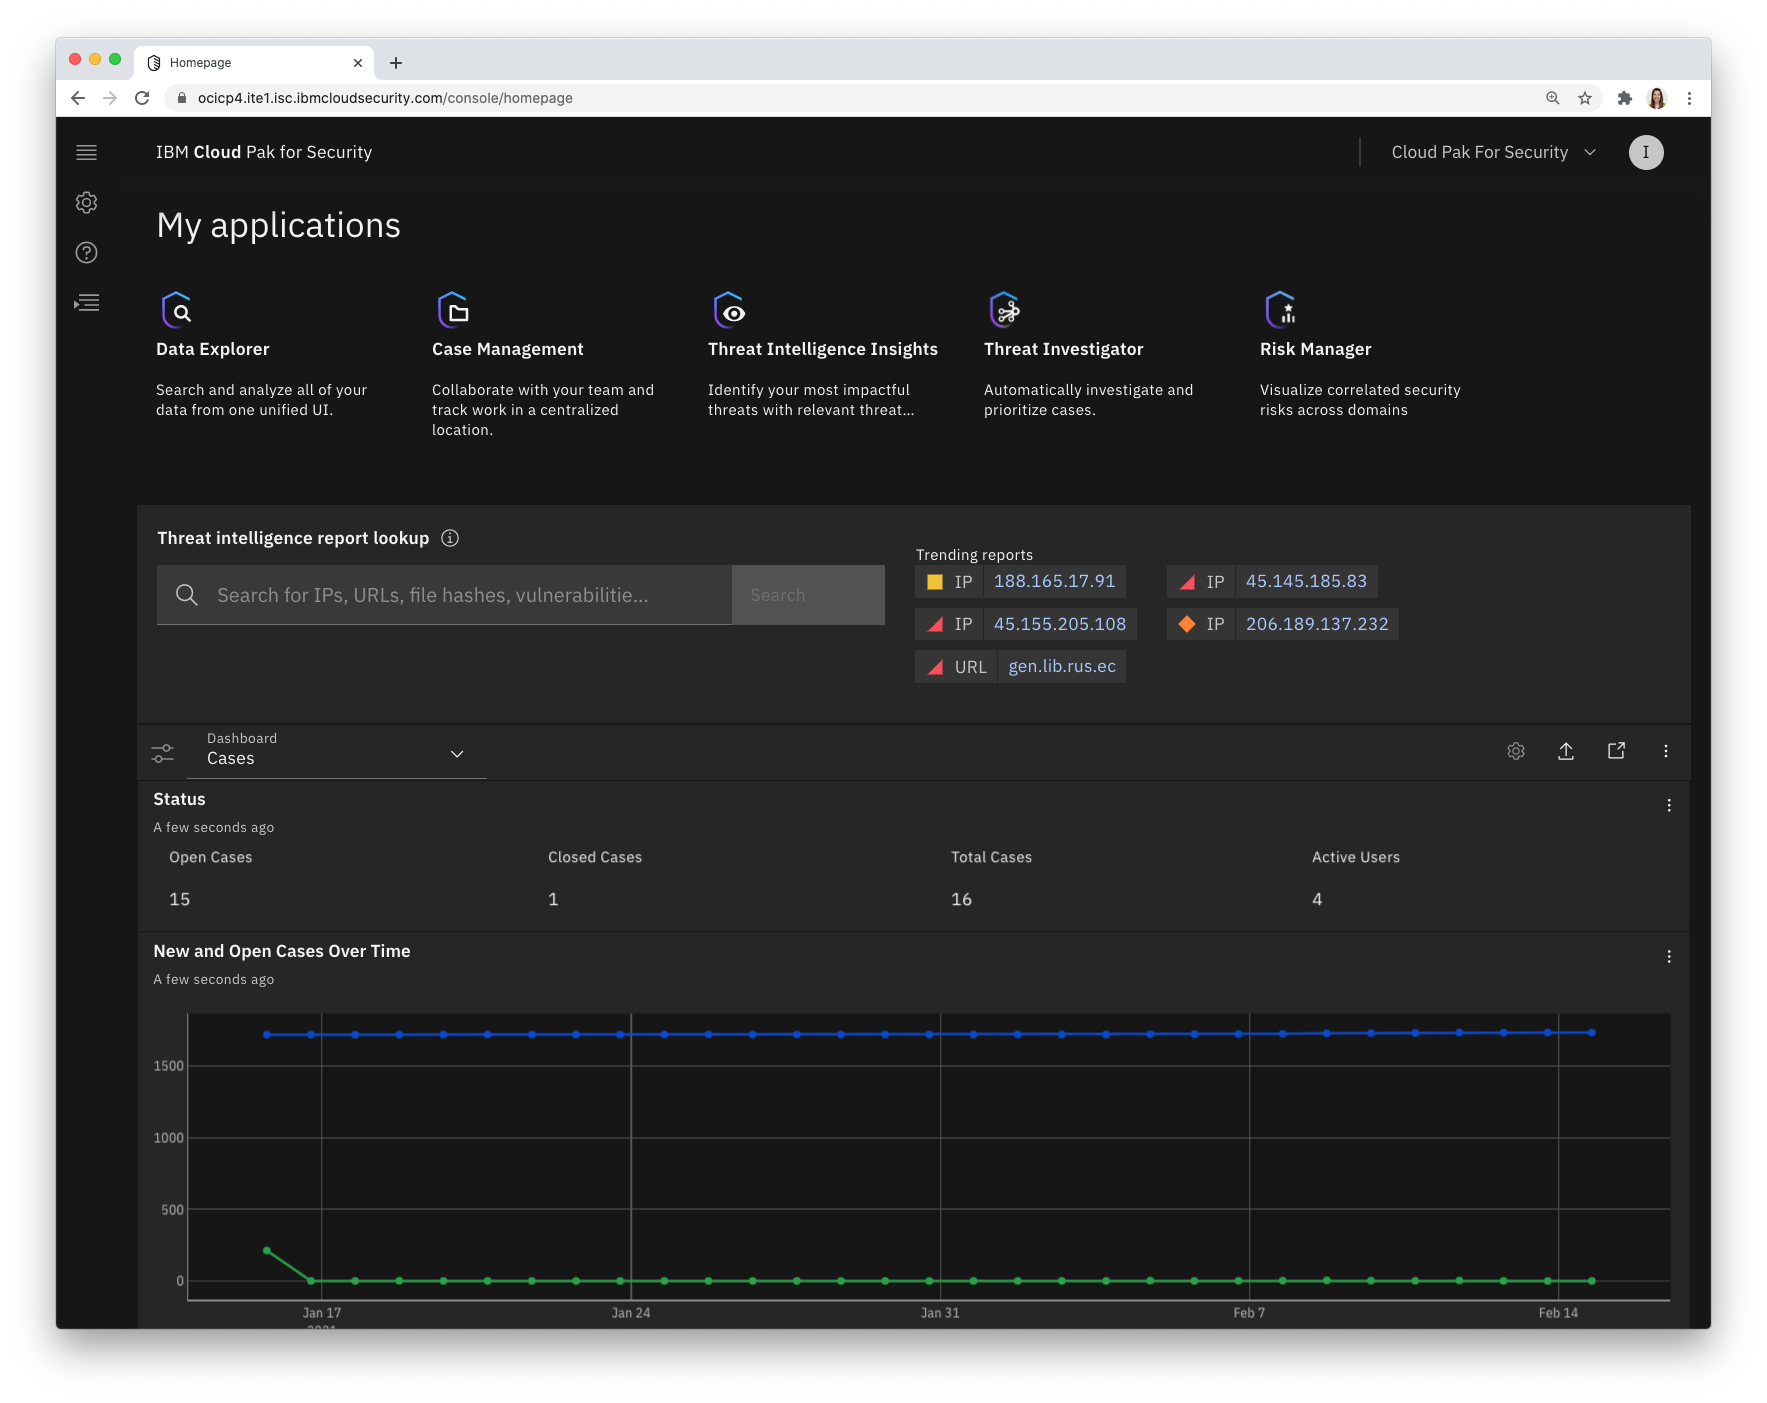 Homepage
ocicp4.ite1.isc.ibmcloudsecurity.com/console/homepage
IBM Cloud Pak for Security
Cloud Pak For Security
I
My applications
Data Explorer
Search and analyze all of your
data from one unified UI.
Case Management
Collaborate with your team and
track work in a centralized
location.
Threat Intelligence Insights
Identify your most impactful
threats with relevant threat...
Threat Investigator
Automatically investigate and
prioritize cases.
Risk Manager
Visualize correlated security
risks across domains
Threat intelligence report lookup
Search for IPs, URLs, file hashes, vulnerabilitie...
Search
Trending reports
IP 188.165.17.91
IP 45.145.185.83
IP 45.155.205.108
IP 206.189.137.232
URL gen.lib.rus.ec
Dashboard
Cases
Status
A few seconds ago
Open Cases
15
Closed Cases
1
Total Cases
16
Active Users
4
New and Open Cases Over Time
A few seconds ago
1500
1000
500
0
Jan 17
Jan 24
Jan 31
Feb 7
Feb 14